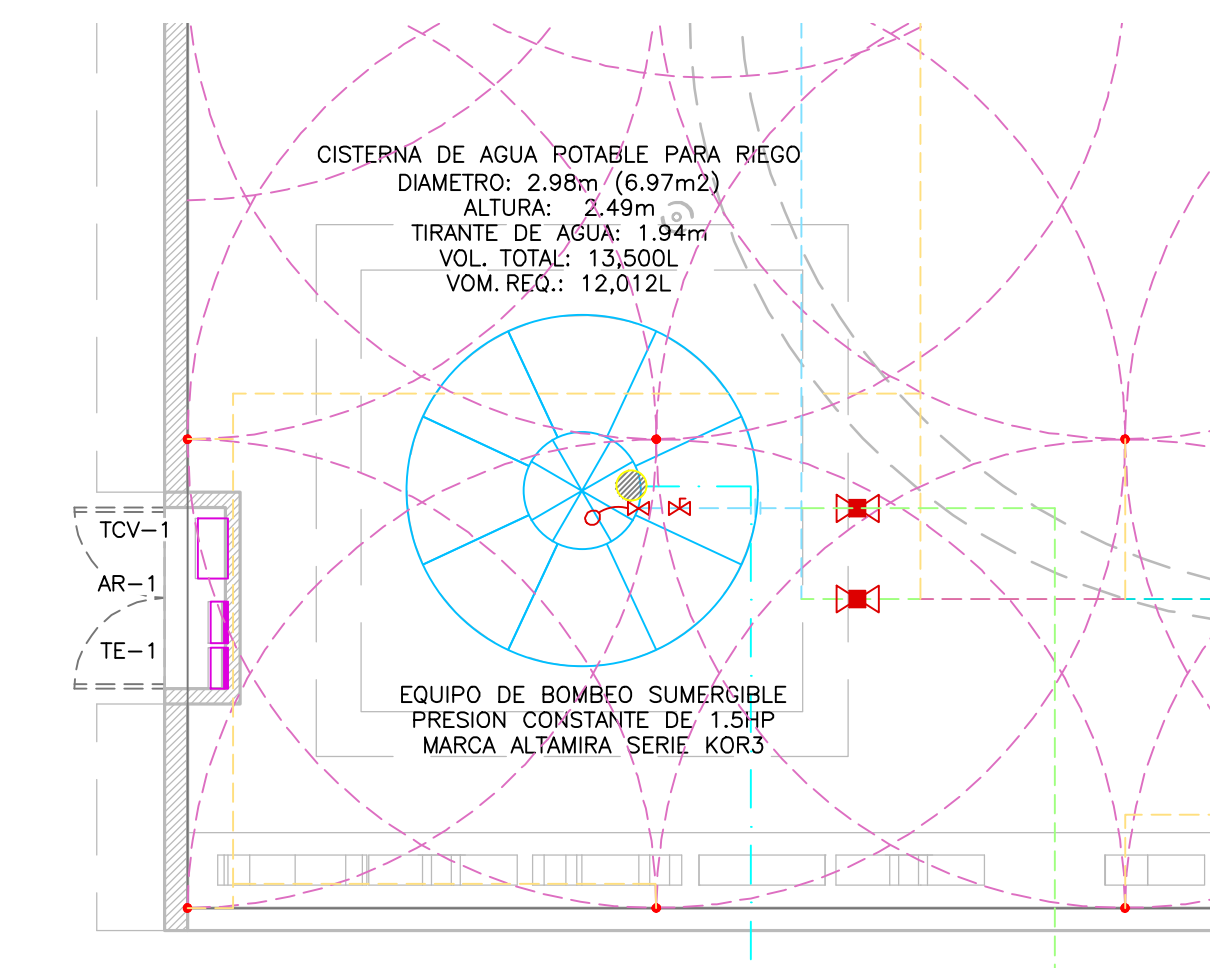 CISTERNA DE AGUA POTABLE PARA RIEGO
DIAMETRO: 2.98m (6.97m2)
ALTURA: 2.49m
TIRANTE DE AGUA: 1.94m
VOL. TOTAL: 13,500L
VOM. REQ.: 12,012L
TCV-1
AR-1
TE-1
EQUIPO DE BOMBEO SUMERGIBLE
PRESION CONSTANTE DE 1.5HP
MARCA ALTAMIRA SERIE KOR3